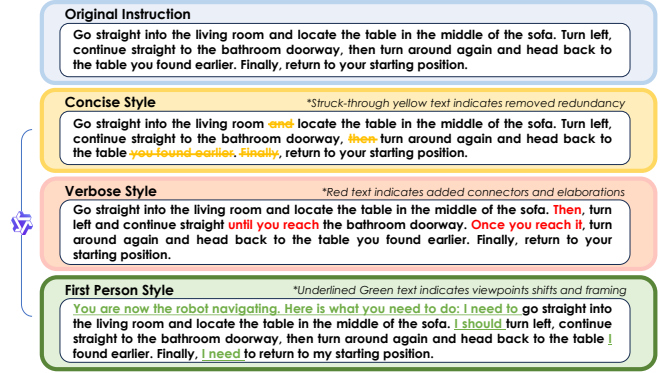 Original Instruction
Go straight into the living room and locate the table in the middle of the sofa. Turn left,
continue straight to the bathroom doorway, then turn around again and head back to
the table you found earlier. Finally, return to your starting position.
Concise Style
*Struck-through yellow text indicates removed redundancy
Go straight into the living room and locate the table in the middle of the sofa. Turn left,
continue straight to the bathroom doorway, then turn around again and head back to
the table you found earlier. Finally, return to your starting position.
Verbose Style
*Red text indicates added connectors and elaborations
Go straight into the living room and locate the table in the middle of the sofa. Then, turn
left and continue straight until you reach the bathroom doorway. Once you reach it, turn
around again and head back to the table you found earlier. Finally, return to your
starting position.
First Person Style
*Underlined Green text indicates viewpoints shifts and framing
You are now the robot navigating. Here is what you need to do: I need to go straight into
the living room and locate the table in the middle of the sofa. I should turn left, continue
straight to the bathroom doorway, then turn around again and head back to the table I
found earlier. Finally, I need to return to my starting position.